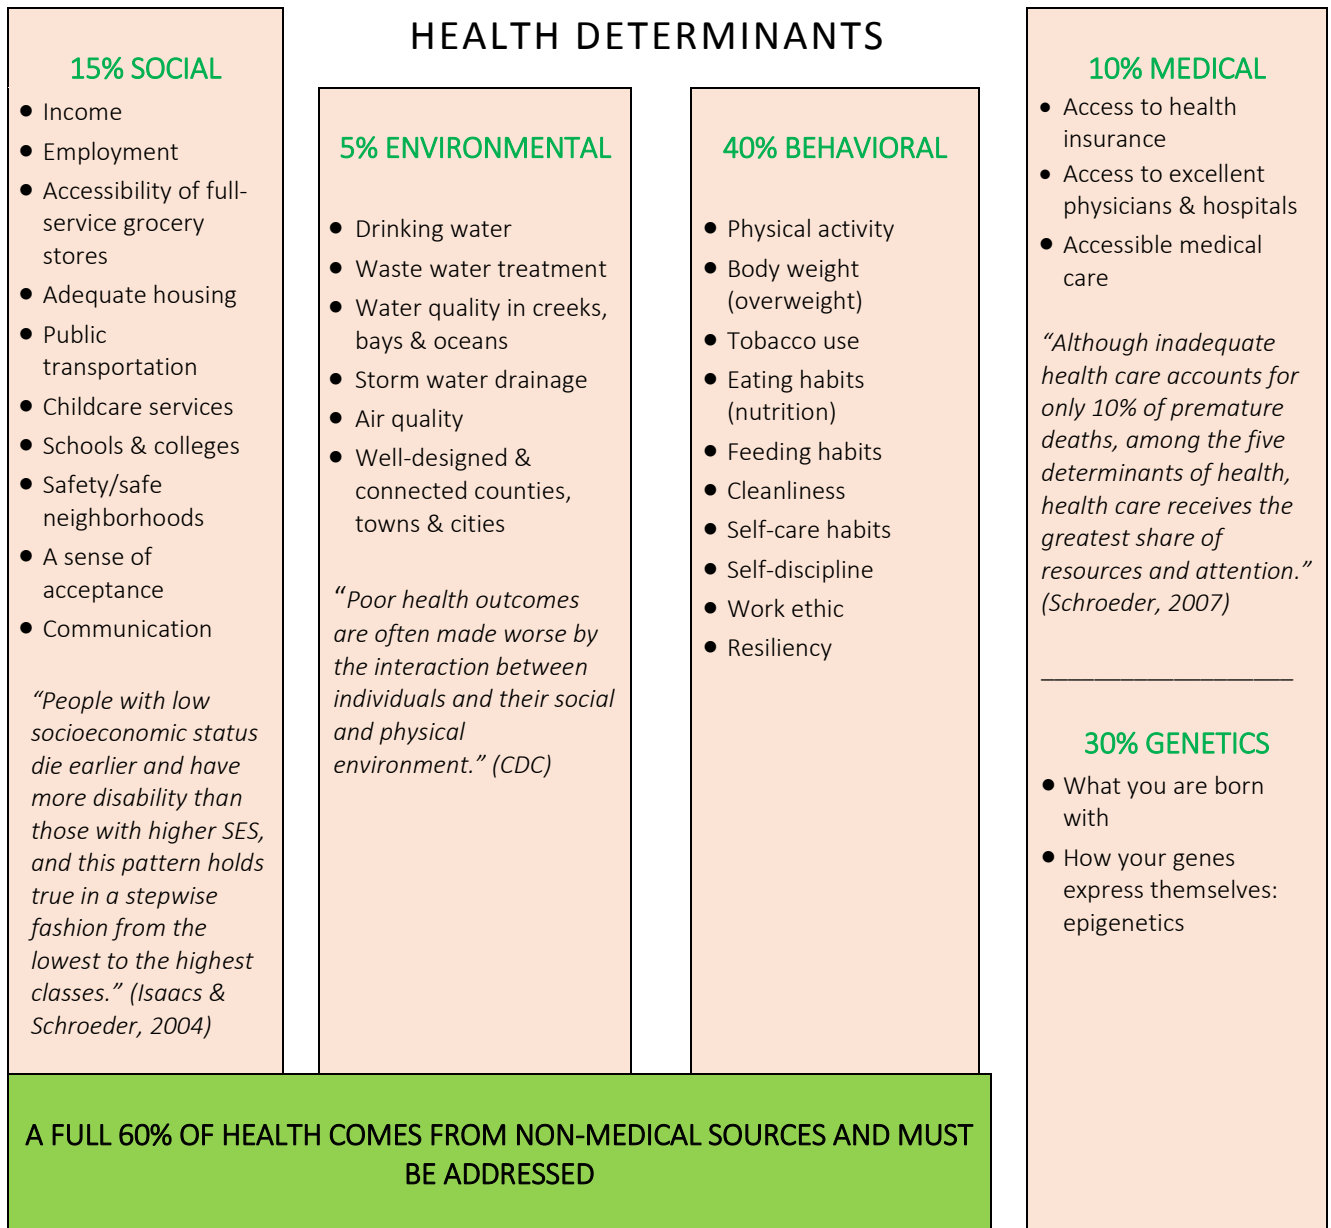 HEALTH DETERMINANTS
15% SOCIAL
• Income
• Employment
• Accessibility of full-
service grocery
stores
• Adequate housing
• Public
transportation
• Childcare services
• Schools & colleges
• Safety/safe
neighborhoods
• A sense of
acceptance
• Communication
“People with low
socioeconomic status
die earlier and have
more disability than
those with higher SES,
and this pattern holds
true in a stepwise
fashion from the
lowest to the highest
classes.” (Isaacs &
Schroeder, 2004)
5% ENVIRONMENTAL
• Drinking water
• Waste water treatment
• Water quality in creeks,
bays & oceans
• Storm water drainage
• Air quality
• Well-designed &
connected counties,
towns & cities
“Poor health outcomes
are often made worse by
the interaction between
individuals and their social
and physical
environment.” (CDC)
40% BEHAVIORAL
• Physical activity
• Body weight
(overweight)
• Tobacco use
• Eating habits
(nutrition)
• Feeding habits
• Cleanliness
• Self-care habits
• Self-discipline
• Work ethic
• Resiliency
10% MEDICAL
• Access to health
insurance
• Access to excellent
physicians & hospitals
• Accessible medical
care
“Although inadequate
health care accounts for
only 10% of premature
deaths, among the five
determinants of health,
health care receives the
greatest share of
resources and attention.”
(Schroeder, 2007)
30% GENETICS
• What you are born
with
• How your genes
express themselves:
epigenetics
A FULL 60% OF HEALTH COMES FROM NON-MEDICAL SOURCES AND MUST
BE ADDRESSED